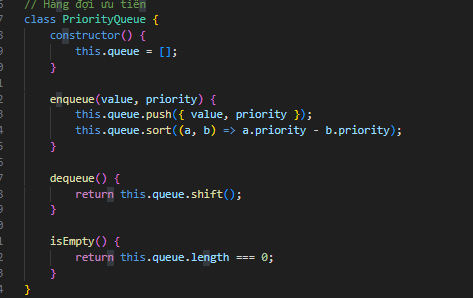 // Hàng đợi ưu tiên
class PriorityQueue {
constructor() {
this.queue = [];
}
enqueue(value, priority) {
this.queue.push({ value, priority });
this.queue.sort((a, b) => a.priority - b.priority);
}
dequeue() {
return this.queue.shift();
}
isEmpty() {
return this.queue.length === 0;
}
}